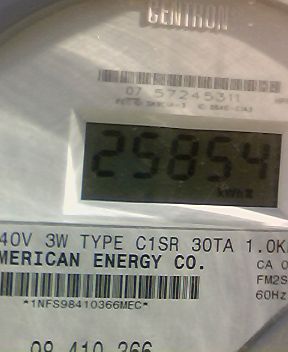 CENTRON
07 57245311
25854
kWh
40V 3W TYPE C1SR 30TA 1.0K
MERICAN ENERGY CO.
CA 0
FM2S
60Hz
*1NFS98410366MEC*
98 410 366